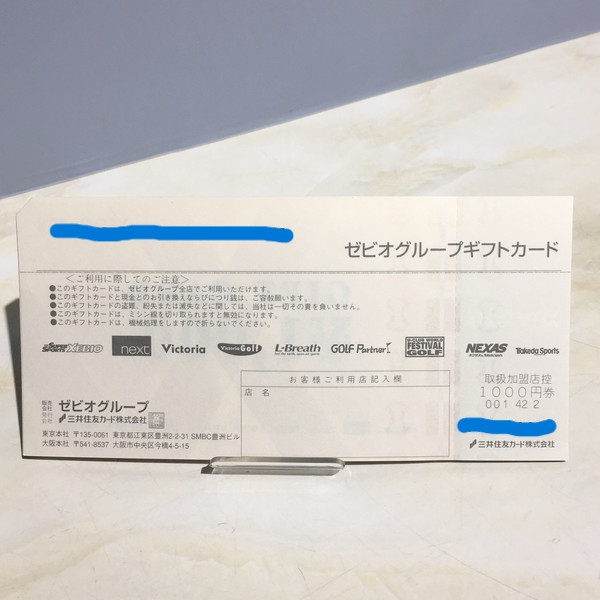 ゼビオグループギフトカード
<ご利用に際してのご注意>
●このギフトカードは、ゼビオグループ全店でご利用いただけます。
●このギフトカードと現金とのお引き換えならびにつり銭は、ご容赦願います。
●このギフトカードの盗難、紛失または滅失などに関しては、当社は一切その責を負いません。
●このギフトカードは、ミシン線を切り取られますと無効になります。
●このギフトカードは、機械処理をしますので折らないでください。
SUPER SPORTS XEBIO next Victoria Victoria Golf L-Breath GOLF Partner U-CLUB WORLD FESTIVAL GOLF NEXAS Takeda Sports
お客様ご利用店記入欄
店 名
取扱加盟店控
1000円券
001 42 2
三井住友カード株式会社
販売会社 ゼビオグループ
発行会社 三井住友カード株式会社
東京本社 〒135-0061 東京都江東区豊洲2-2-31 SMBC豊洲ビル
大阪本社 〒541-8537 大阪市中央区今橋4-5-15